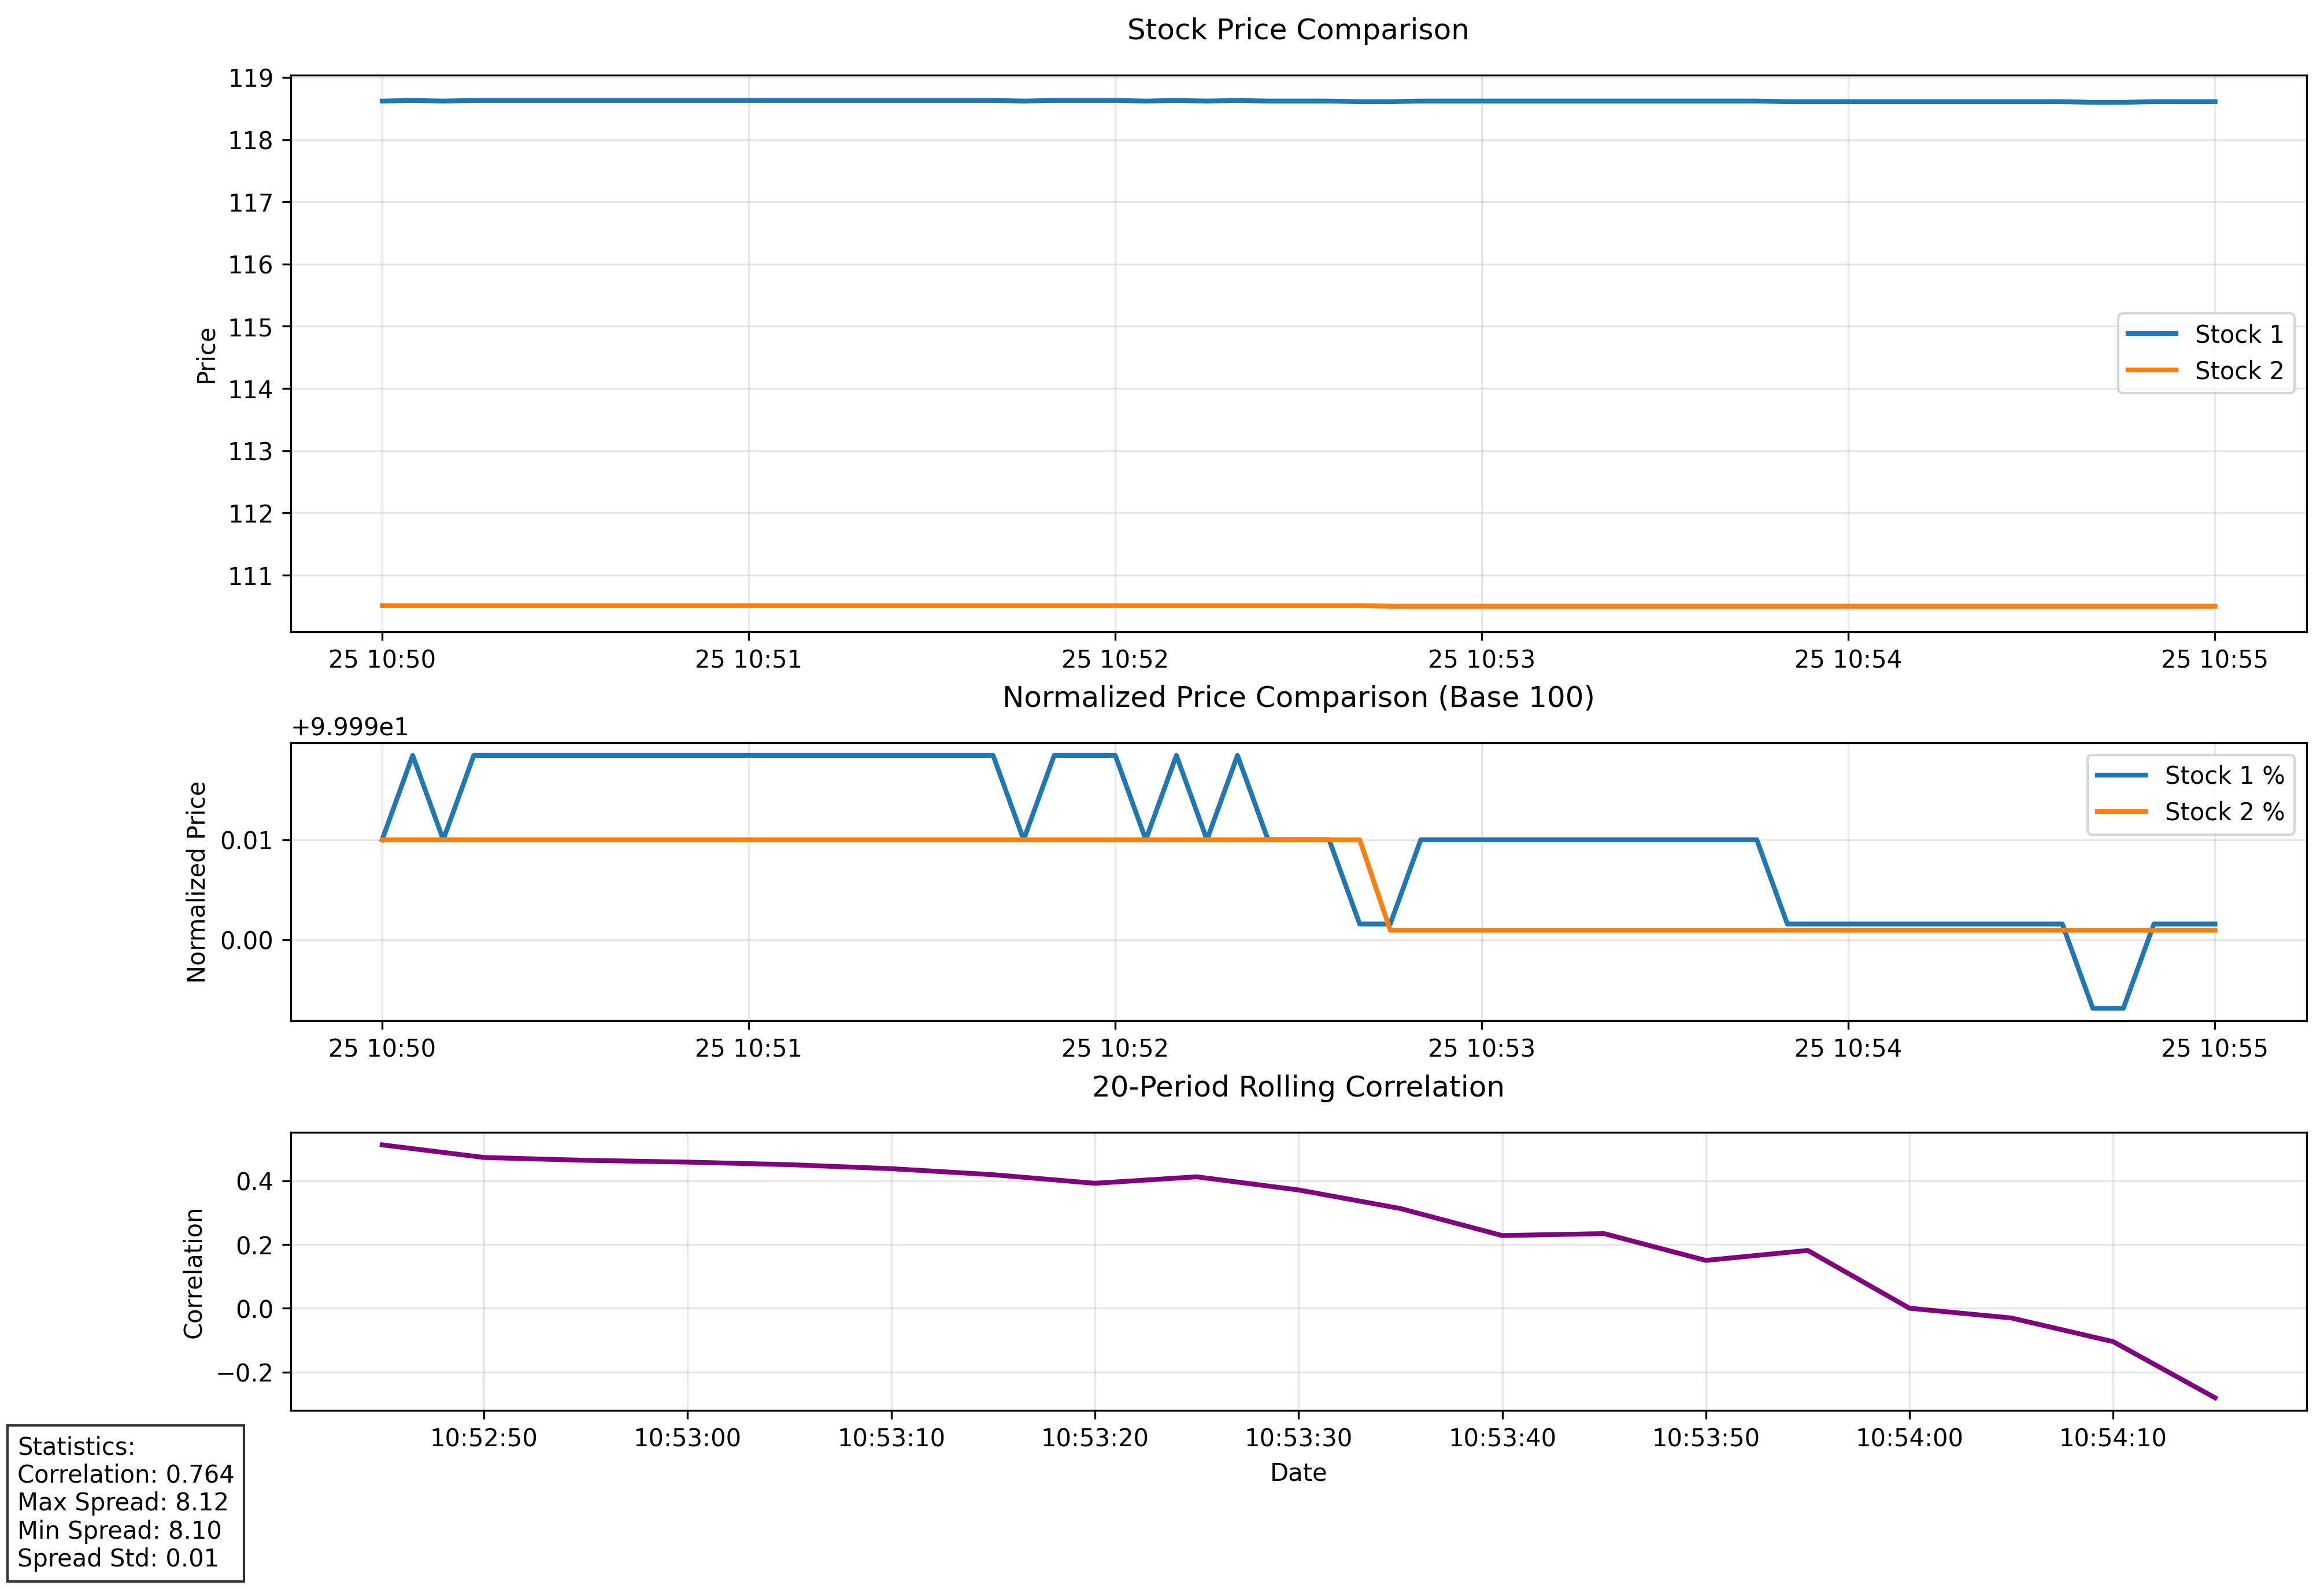 Stock Price Comparison
119
118
117
116
115
114
113
112
111
Price
Stock 1
Stock 2
25 10:50
25 10:51
25 10:52
25 10:53
25 10:54
25 10:55
Normalized Price Comparison (Base 100)
+9.999e1
0.01
0.00
Normalized Price
Stock 1 %
Stock 2 %
25 10:50
25 10:51
25 10:52
25 10:53
25 10:54
25 10:55
20-Period Rolling Correlation
0.4
0.2
0.0
−0.2
Correlation
10:52:50
10:53:00
10:53:10
10:53:20
10:53:30
10:53:40
10:53:50
10:54:00
10:54:10
Date
Statistics:
Correlation: 0.764
Max Spread: 8.12
Min Spread: 8.10
Spread Std: 0.01